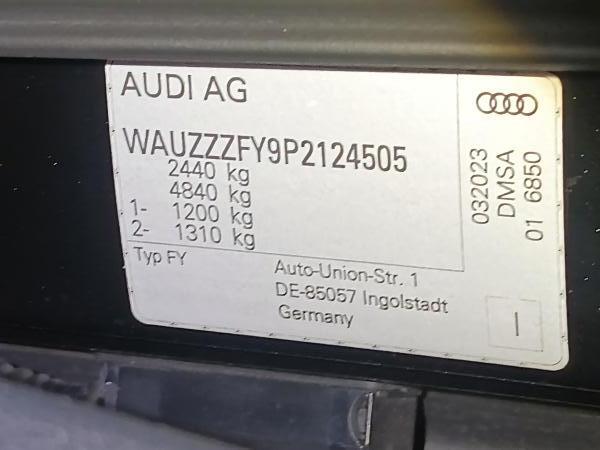 AUDI AG
WAUZZZFY9P2124505
2440 kg
4840 kg
1- 1200 kg
2- 1310 kg
Typ FY
Auto-Union-Str. 1
DE-85057 Ingolstadt
Germany
032023
DMSA
01 6850
I